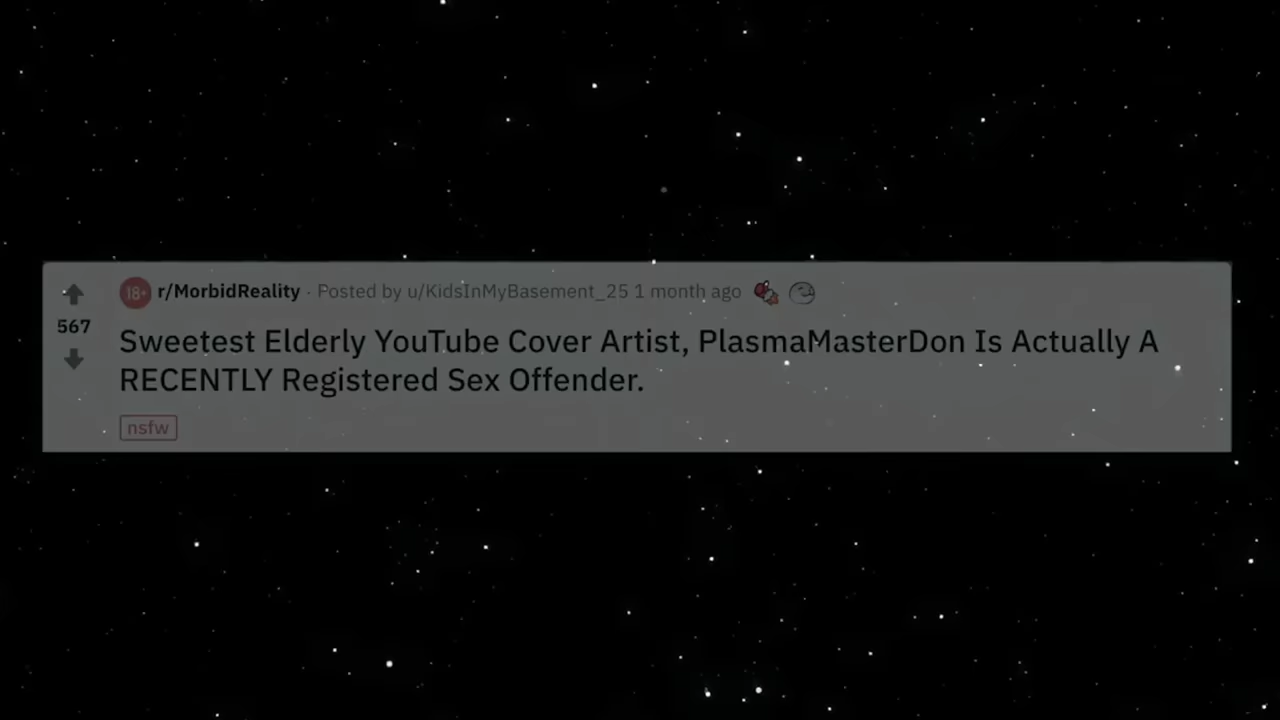 r/MorbidReality · Posted by u/KidsInMyBasement_25 1 month ago
567
Sweetest Elderly YouTube Cover Artist, PlasmaMasterDon Is Actually A
RECENTLY Registered Sex Offender.
nsfw
18+